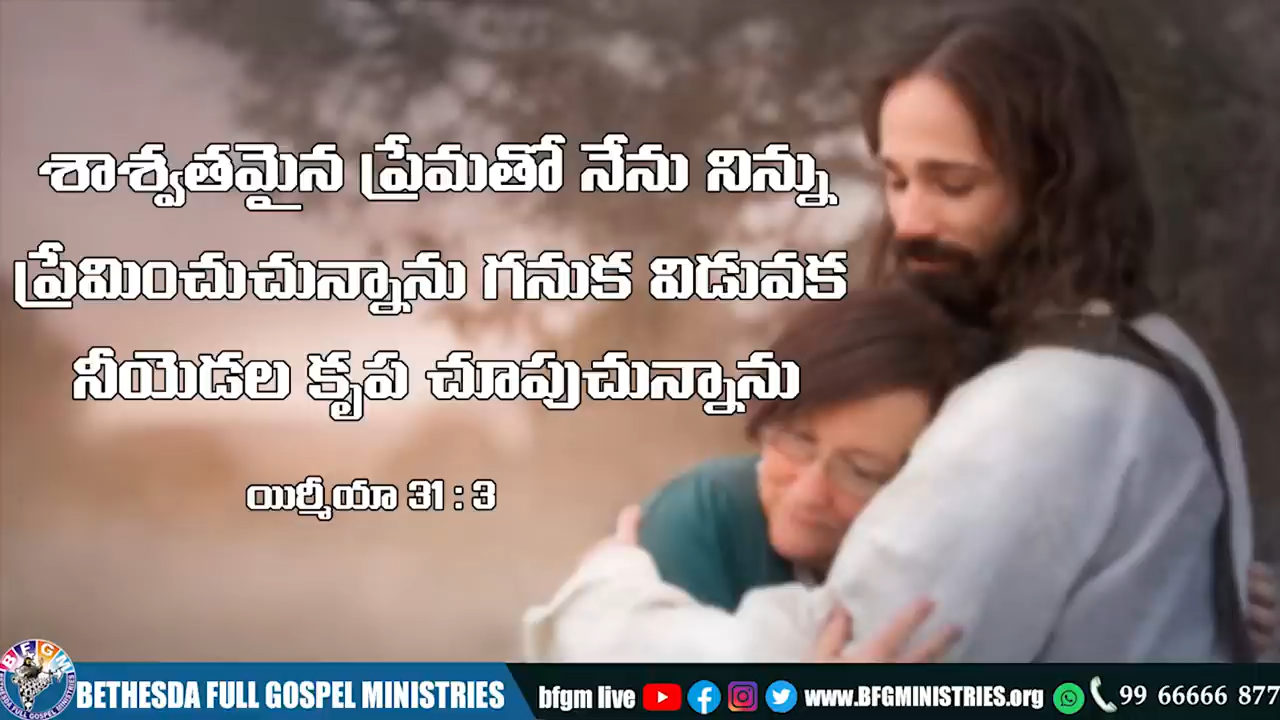 శాశ్వతమైన ప్రేమతో నేను నిన్ను
ప్రేమించుచున్నాను గనుక విడువక
నీయెడల కృప చూపుచున్నాను
యిర్మీయా 31 : 3
BFGM
BETHESDA FULL GOSPEL MINISTRIES
bfgm live www.BFGMINISTRIES.org 99 66666 877